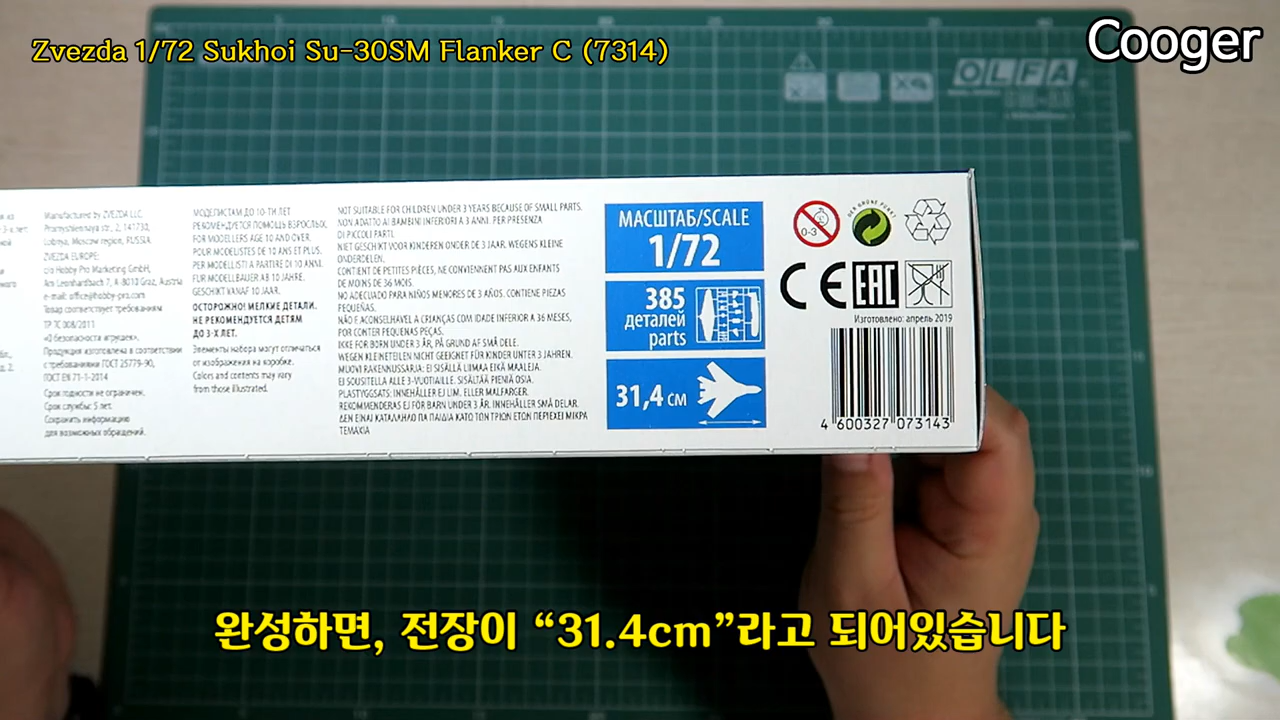 Zvezda 1/72 Sukhoi Su-30SM Flanker C (7314)
Cooger
OLFA
Manufactured by ZVEZDA LLC.
Promyshlennaya str., 2, 141730,
Lobnya, Moscow region, RUSSIA
ZVEZDA EUROPE:
c/o Hobby Pro Marketing GmbH,
Ars Leonhardbach 7, A-8010 Graz, Austria
e-mail: office@hobby-pro.com
Товар соответствует требованиям
ТР ТС 008/2011
«О безопасности игрушек».
Продукция изготовлена в соответствии
с требованиями ГОСТ 25779-90,
ГОСТ EN 71-1-2014
Срок годности не ограничен.
Срок службы: 5 лет.
Сохранить информацию
для возможных обращений.
МОДЕЛИСТАМ ДО 10-ТИ ЛЕТ
РЕКОМЕНДУЕТСЯ ПОМОЩЬ ВЗРОСЛЫХ.
FOR MODELLERS AGE 10 AND OVER.
POUR MODELISTES DE 10 ANS ET PLUS.
PER MODELLISTI A PARTIRE DI 10 ANNI.
FUR MODELLBAUER AB 10 JAHRE.
GESCHIKT VANAF 10 JAAR.
ОСТОРОЖНО! МЕЛКИЕ ДЕТАЛИ.
НЕ РЕКОМЕНДУЕТСЯ ДЕТЯМ
ДО 3-Х ЛЕТ.
Элементы набора могут отличаться
от изображения на коробке.
Colors and contents may vary
from those illustrated.
NOT SUITABLE FOR CHILDREN UNDER 3 YEARS BECAUSE OF SMALL PARTS.
NON ADATTO AI BAMBINI INFERIORI A 3 ANNI. PER PRESENZA
DI PICCOLI PARTI.
NIET GESCHIKT VOOR KINDEREN ONDER DE 3 JAAR. WEGENS KLEINE
ONDERDELEN.
CONTIENT DE PETITES PIÈCES, NE CONVIENNENT PAS AUX ENFANTS
DE MOINS DE 36 MOIS.
NO ADECUADO PARA NIÑOS MENORES DE 3 AÑOS. CONTIENE PIEZAS
PEQUEÑAS.
NÃO E ACONSELHAVEL A CRIANÇAS COM IDADE INFERIOR A 36 MESES,
POR CONTER PEQUENAS PEÇAS.
IKKE FOR BORN UNDER 3 ÅR, PÅ GRUND AF SMÅ DELE.
WEGEN KLEINETEILEN NICHT GEEIGNET FÜR KINDER UNTER 3 JAHREN.
MUOVI RAKENNUSSARJA: EI SISÄLLÄ LIIMAA EIKÄ MAALEJA.
EI SOUSITELLA ALLE 3-VUOTIAILLE. SISÄLTÄÄ PIENIÄ OSIA.
PLASTYGGSATS: INNEHÅLLER EJ LIM. ELLER MALFARGER.
REKOMMENDERAS EJ FÖR BARN UNDER 3 ÅR. INNEHÅLLER SMÅ DELAR.
ΔΕΝ ΕΙΝΑΙ ΚΑΤΑΛΛΗΛΟ ΓΙΑ ΠΑΙΔΙΑ ΚΑΤΩ ΤΩΝ ΤΡΙΩΝ ΕΤΩΝ ΠΕΡΙΕΧΕΙ ΜΙΚΡΑ
ΤΕΜΑΧΙΑ
МАСШТАБ/SCALE
1/72
385
деталей
parts
31,4 см
0-3
DER GRÜNE PUNKT
CE EAC
Изготовлено: апрель 2019
4 600327 073143
완성하면, 전장이 “31.4cm”라고 되어있습니다